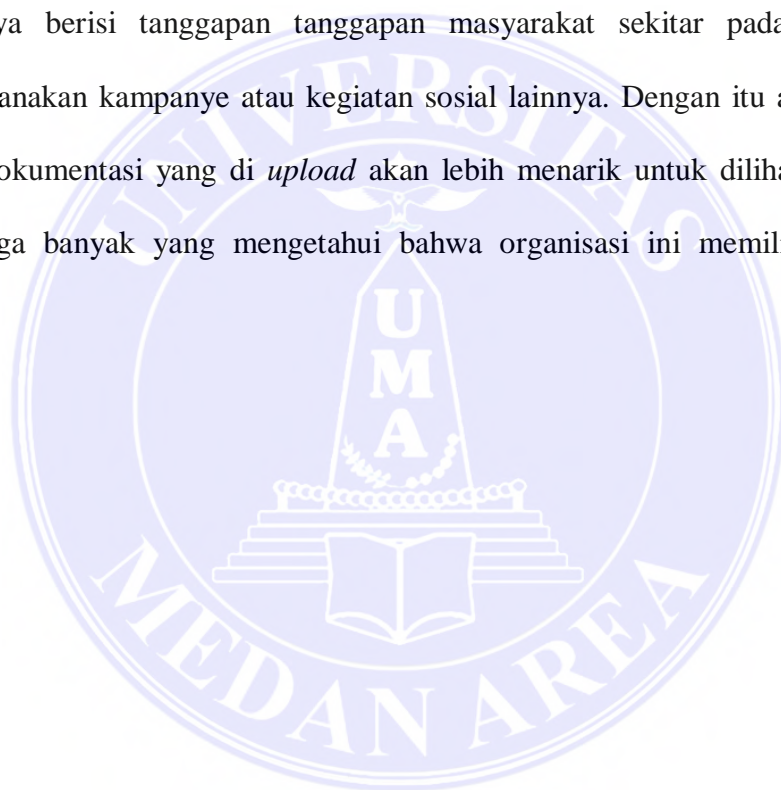 ya berisi tanggapan tanggapan masyarakat sekitar pada
anakan kampanye atau kegiatan sosial lainnya. Dengan itu a
okumentasi yang di upload akan lebih menarik untuk diliha
ga banyak yang mengetahui bahwa organisasi ini memil
UNIVERSITAS
U
M
A
MEDAN AREA